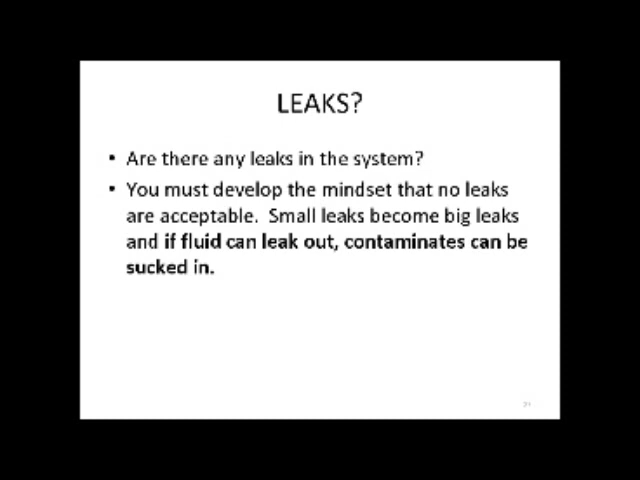 LEAKS?
• Are there any leaks in the system?
• You must develop the mindset that no leaks
are acceptable.  Small leaks become big leaks
and if fluid can leak out, contaminates can be
sucked in.